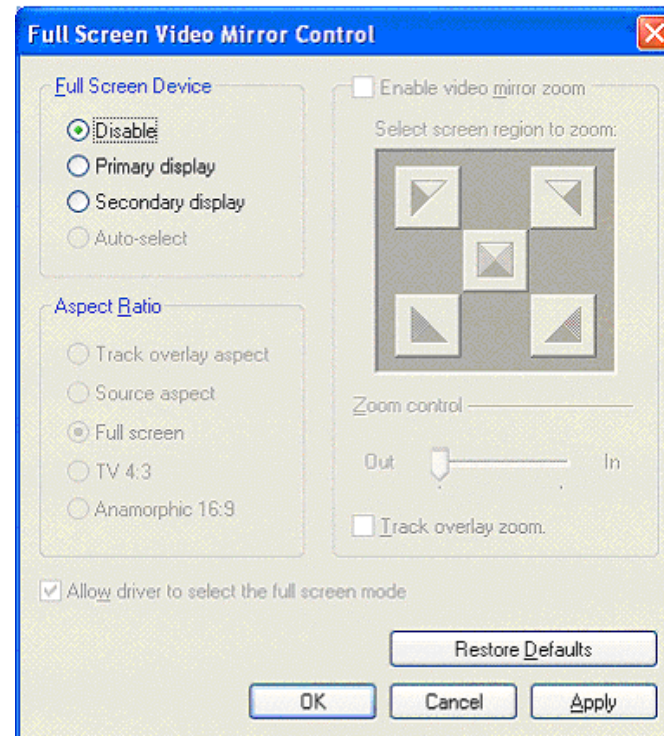 Full Screen Video Mirror Control
Full Screen Device
Disable
Primary display
Secondary display
Auto-select
Aspect Ratio
Track overlay aspect
Source aspect
Full screen
TV 4:3
Anamorphic 16:9
Enable video mirror zoom
Select screen region to zoom:
Zoom control
Out In
Track overlay zoom.
Allow driver to select the full screen mode
Restore Defaults
OK Cancel Apply